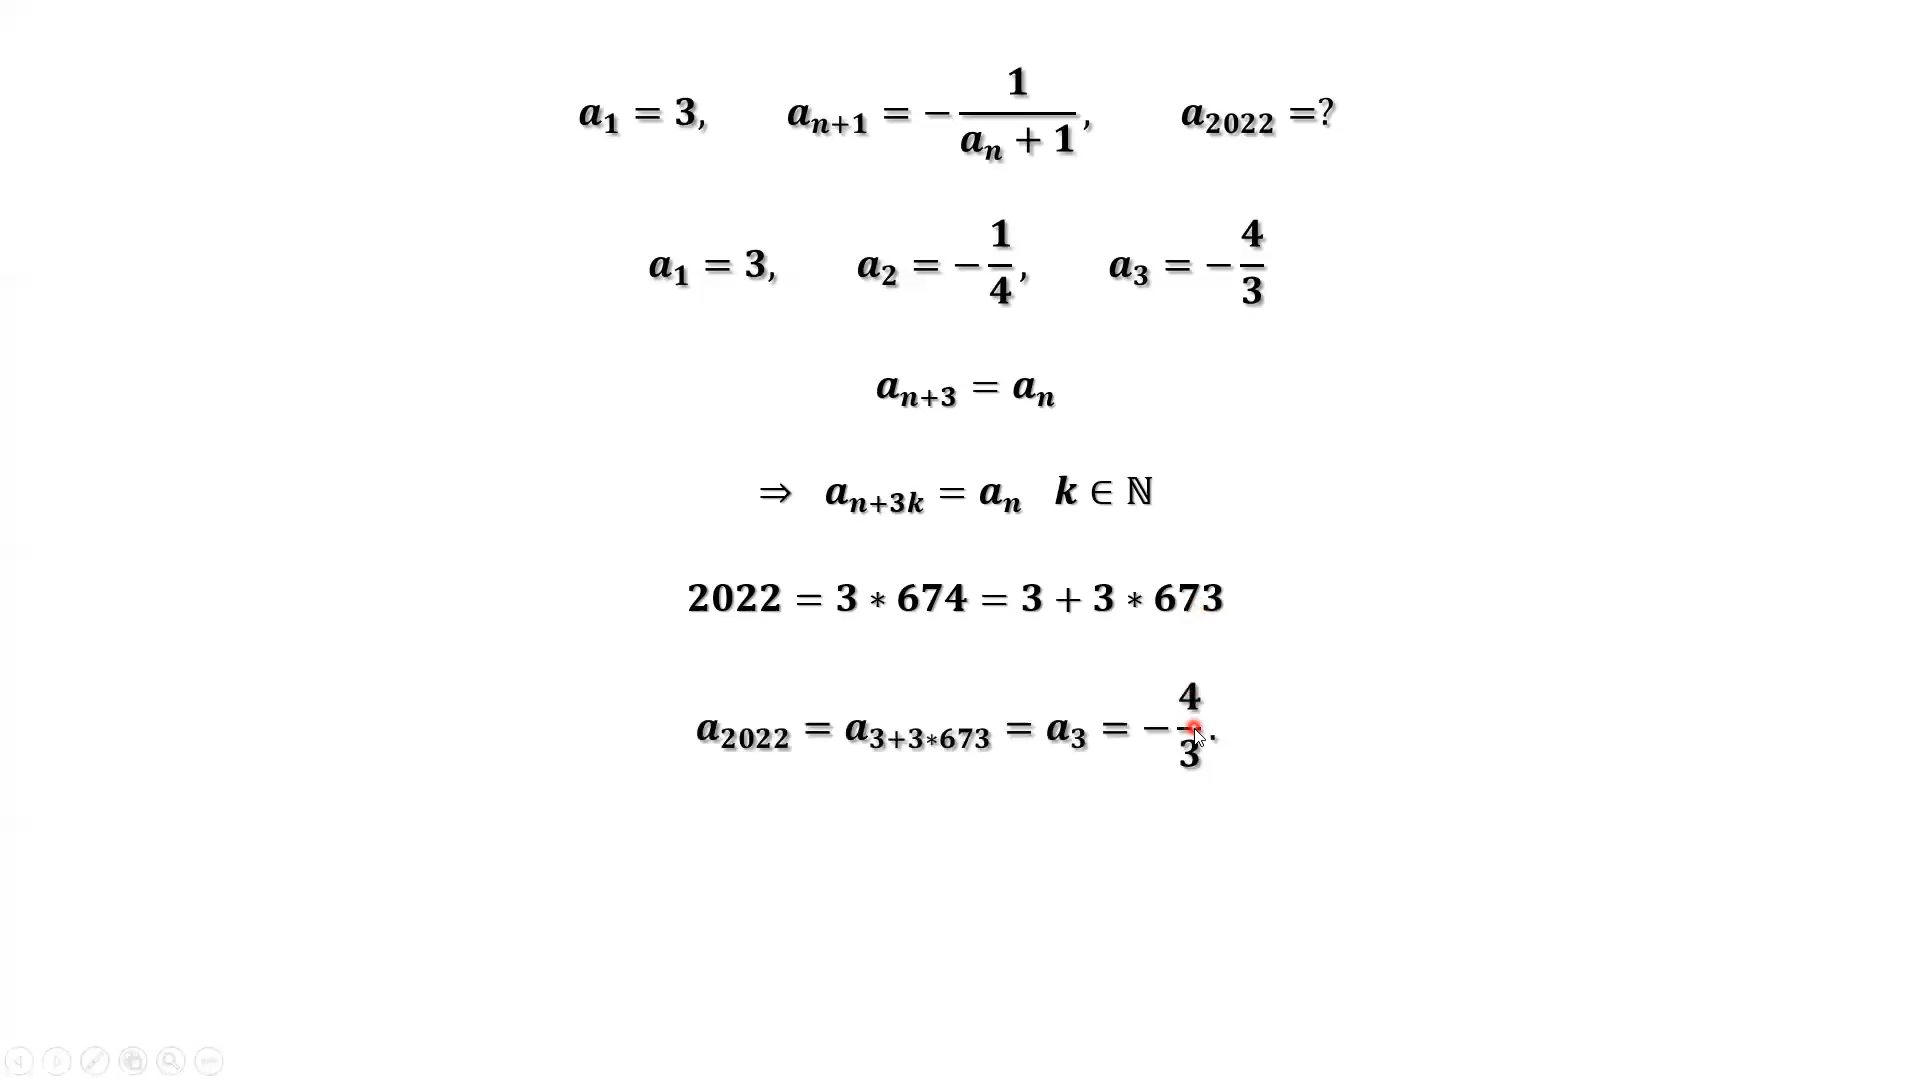 a₁ = 3, aₙ₊₁ = −1/(aₙ + 1), a₂₀₂₂ =?
a₁ = 3, a₂ = −1/4, a₃ = −4/3
aₙ₊₃ = aₙ
⇒ aₙ₊₃ₖ = aₙ k ∈ ℕ
2022 = 3 ∗ 674 = 3 + 3 ∗ 673
a₂₀₂₂ = a₃₊₃∗₆₇₃ = a₃ = −4/3.